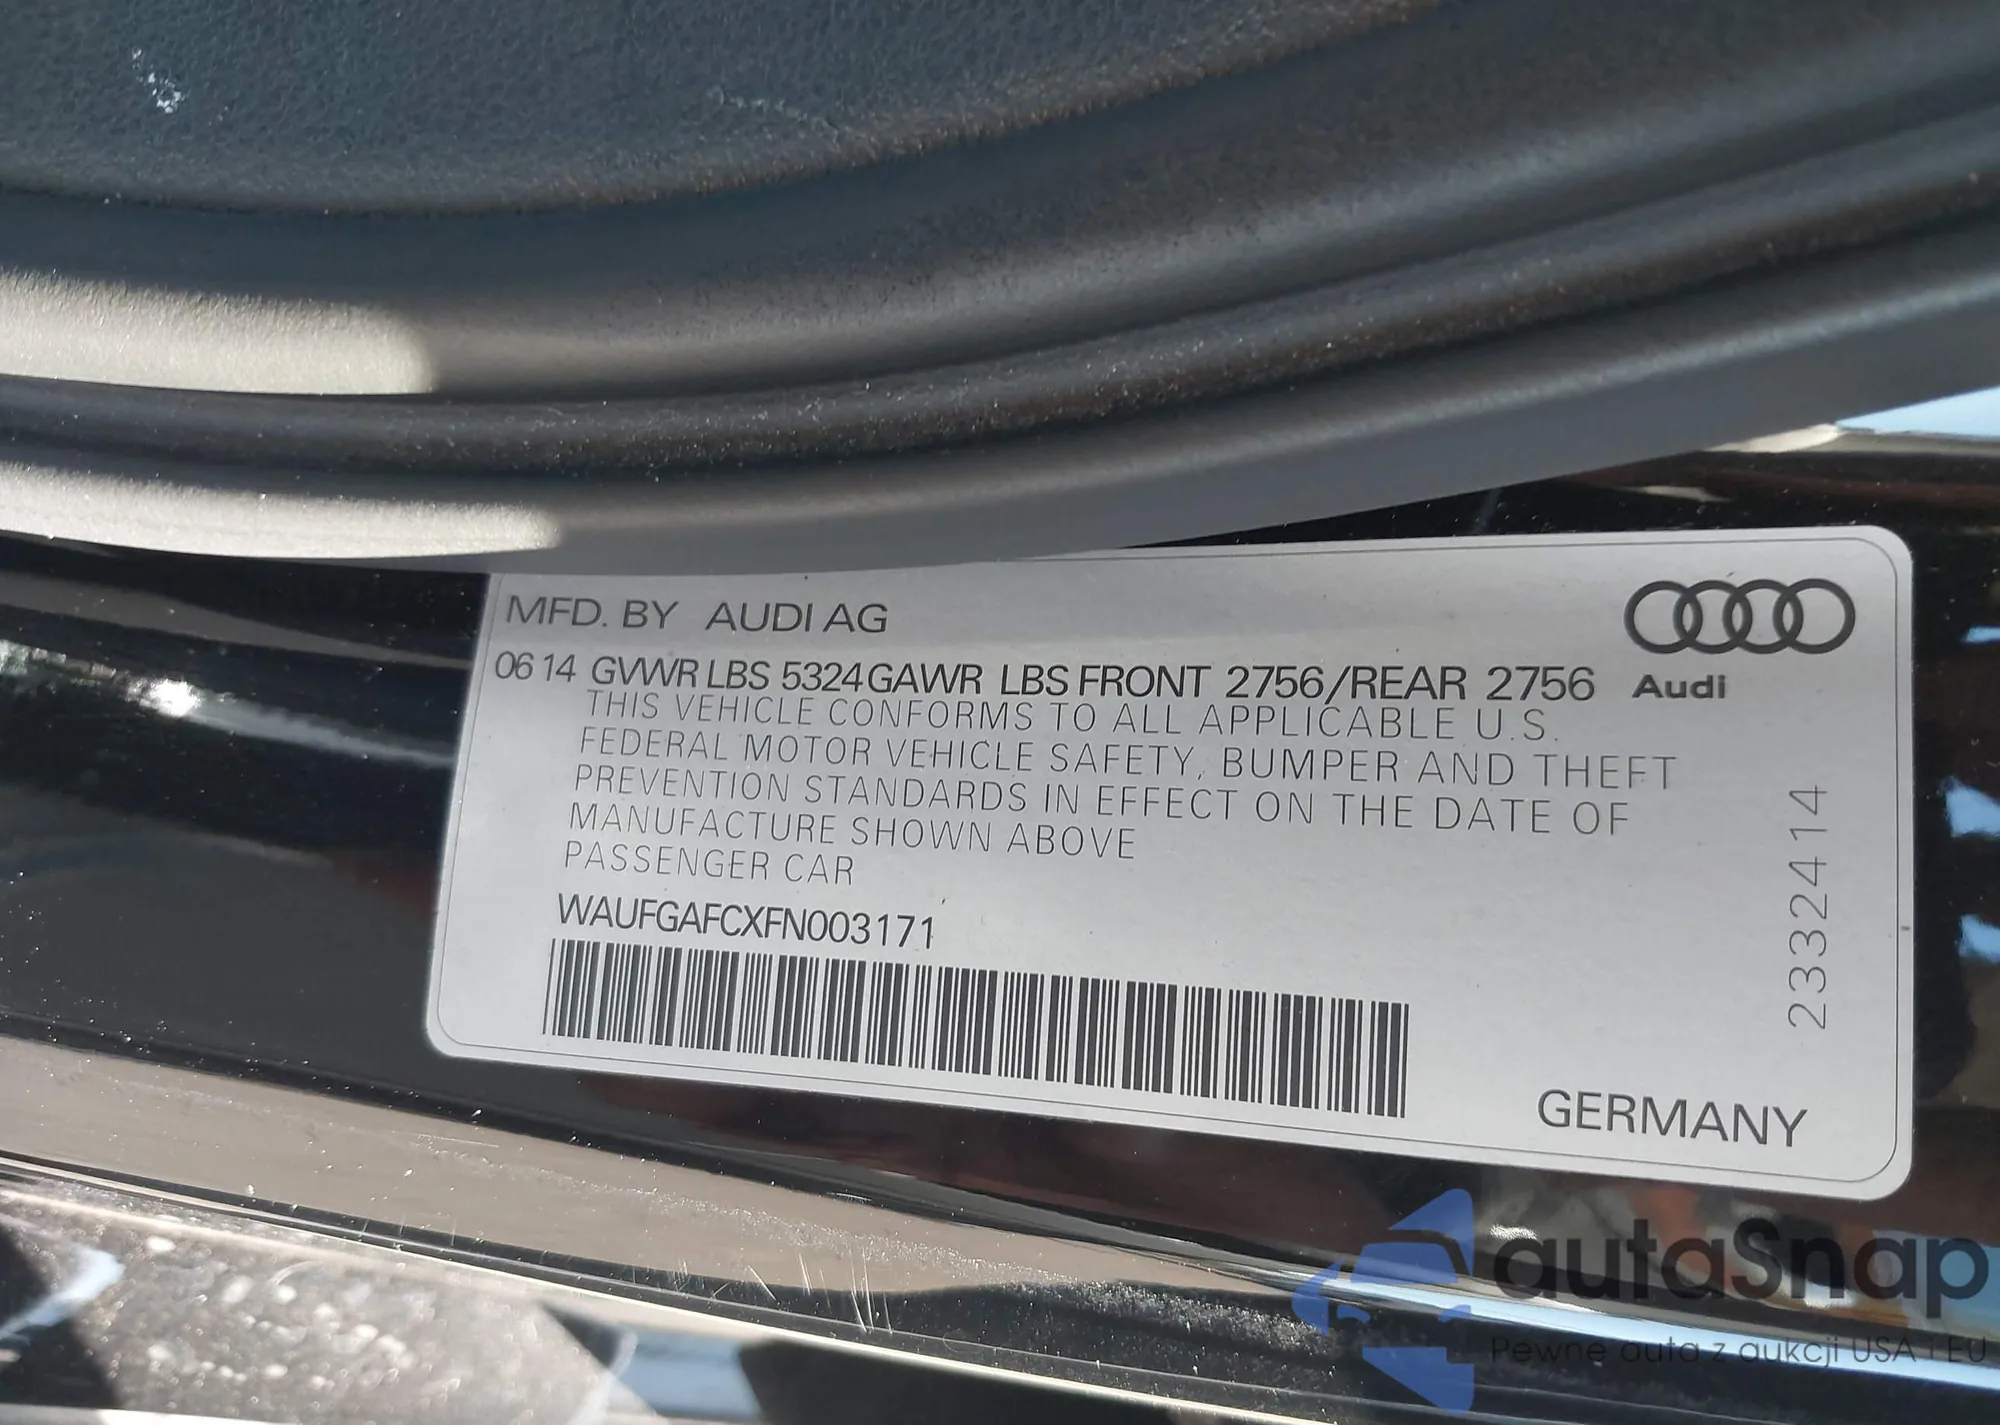 MFD. BY AUDI AG
06 14 GVWR LBS 5324 GAWR LBS FRONT 2756/REAR 2756
Audi
THIS VEHICLE CONFORMS TO ALL APPLICABLE U.S.
FEDERAL MOTOR VEHICLE SAFETY, BUMPER AND THEFT
PREVENTION STANDARDS IN EFFECT ON THE DATE OF
MANUFACTURE SHOWN ABOVE
PASSENGER CAR
WAUFGAFCXFN003171
2332414
GERMANY
autaSnap
Pewne auta z aukcji USA i EU